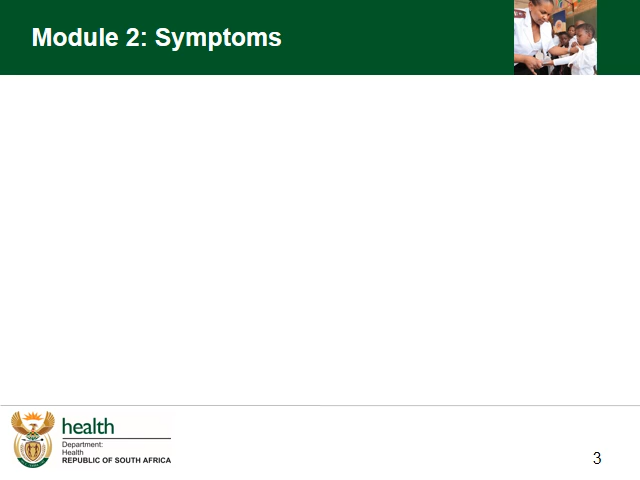 Module 2: Symptoms
health
Department:
Health
REPUBLIC OF SOUTH AFRICA
3